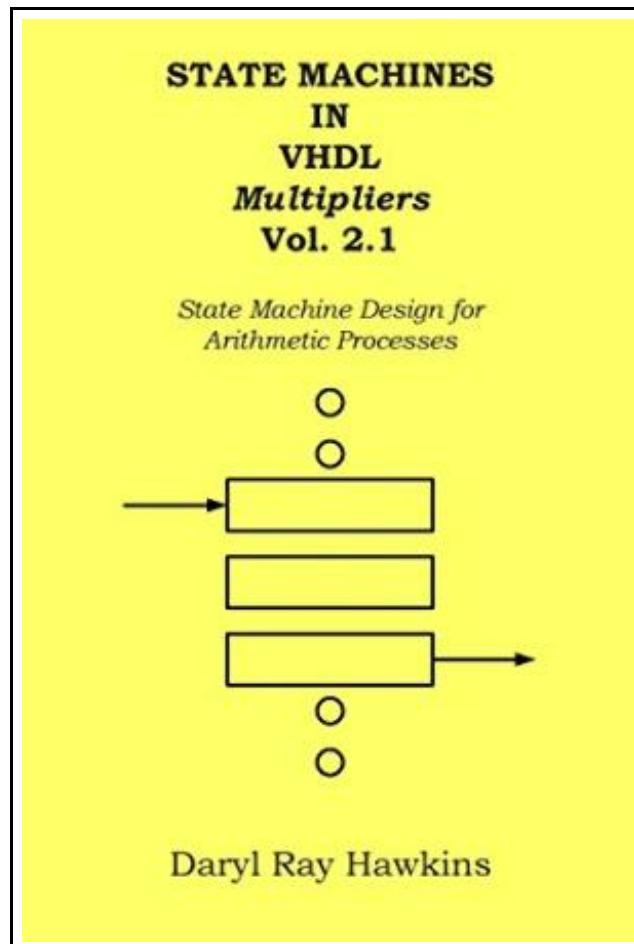 STATE MACHINES
IN
VHDL
Multipliers
Vol. 2.1
State Machine Design for
Arithmetic Processes
Daryl Ray Hawkins